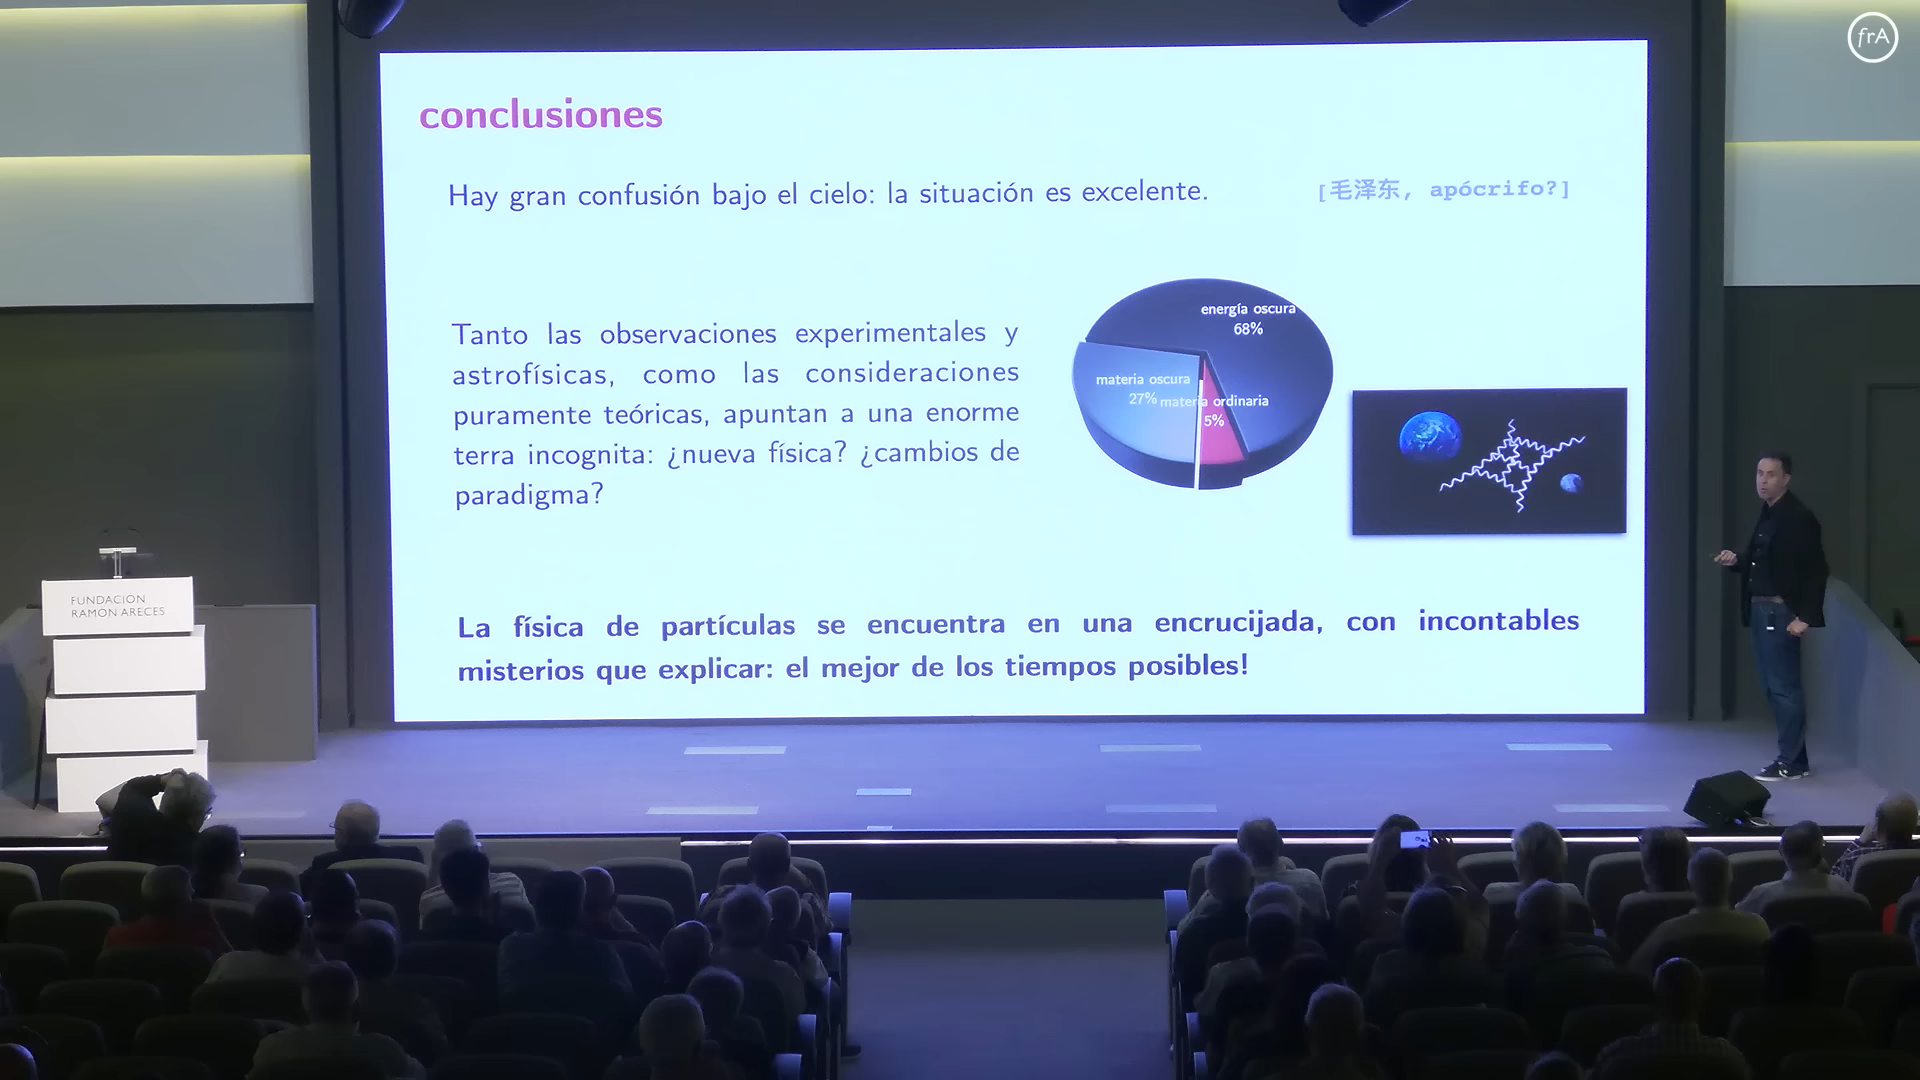 frA
conclusiones
Hay gran confusión bajo el cielo: la situación es excelente.
[毛泽东, apócrifo?]
Tanto las observaciones experimentales y
astrofísicas, como las consideraciones
puramente teóricas, apuntan a una enorme
terra incognita: ¿nueva física? ¿cambios de
paradigma?
energía oscura
68%
materia oscura
27%
materia ordinaria
5%
La física de partículas se encuentra en una encrucijada, con incontables
misterios que explicar: el mejor de los tiempos posibles!
FUNDACIÓN
RAMÓN ARECES